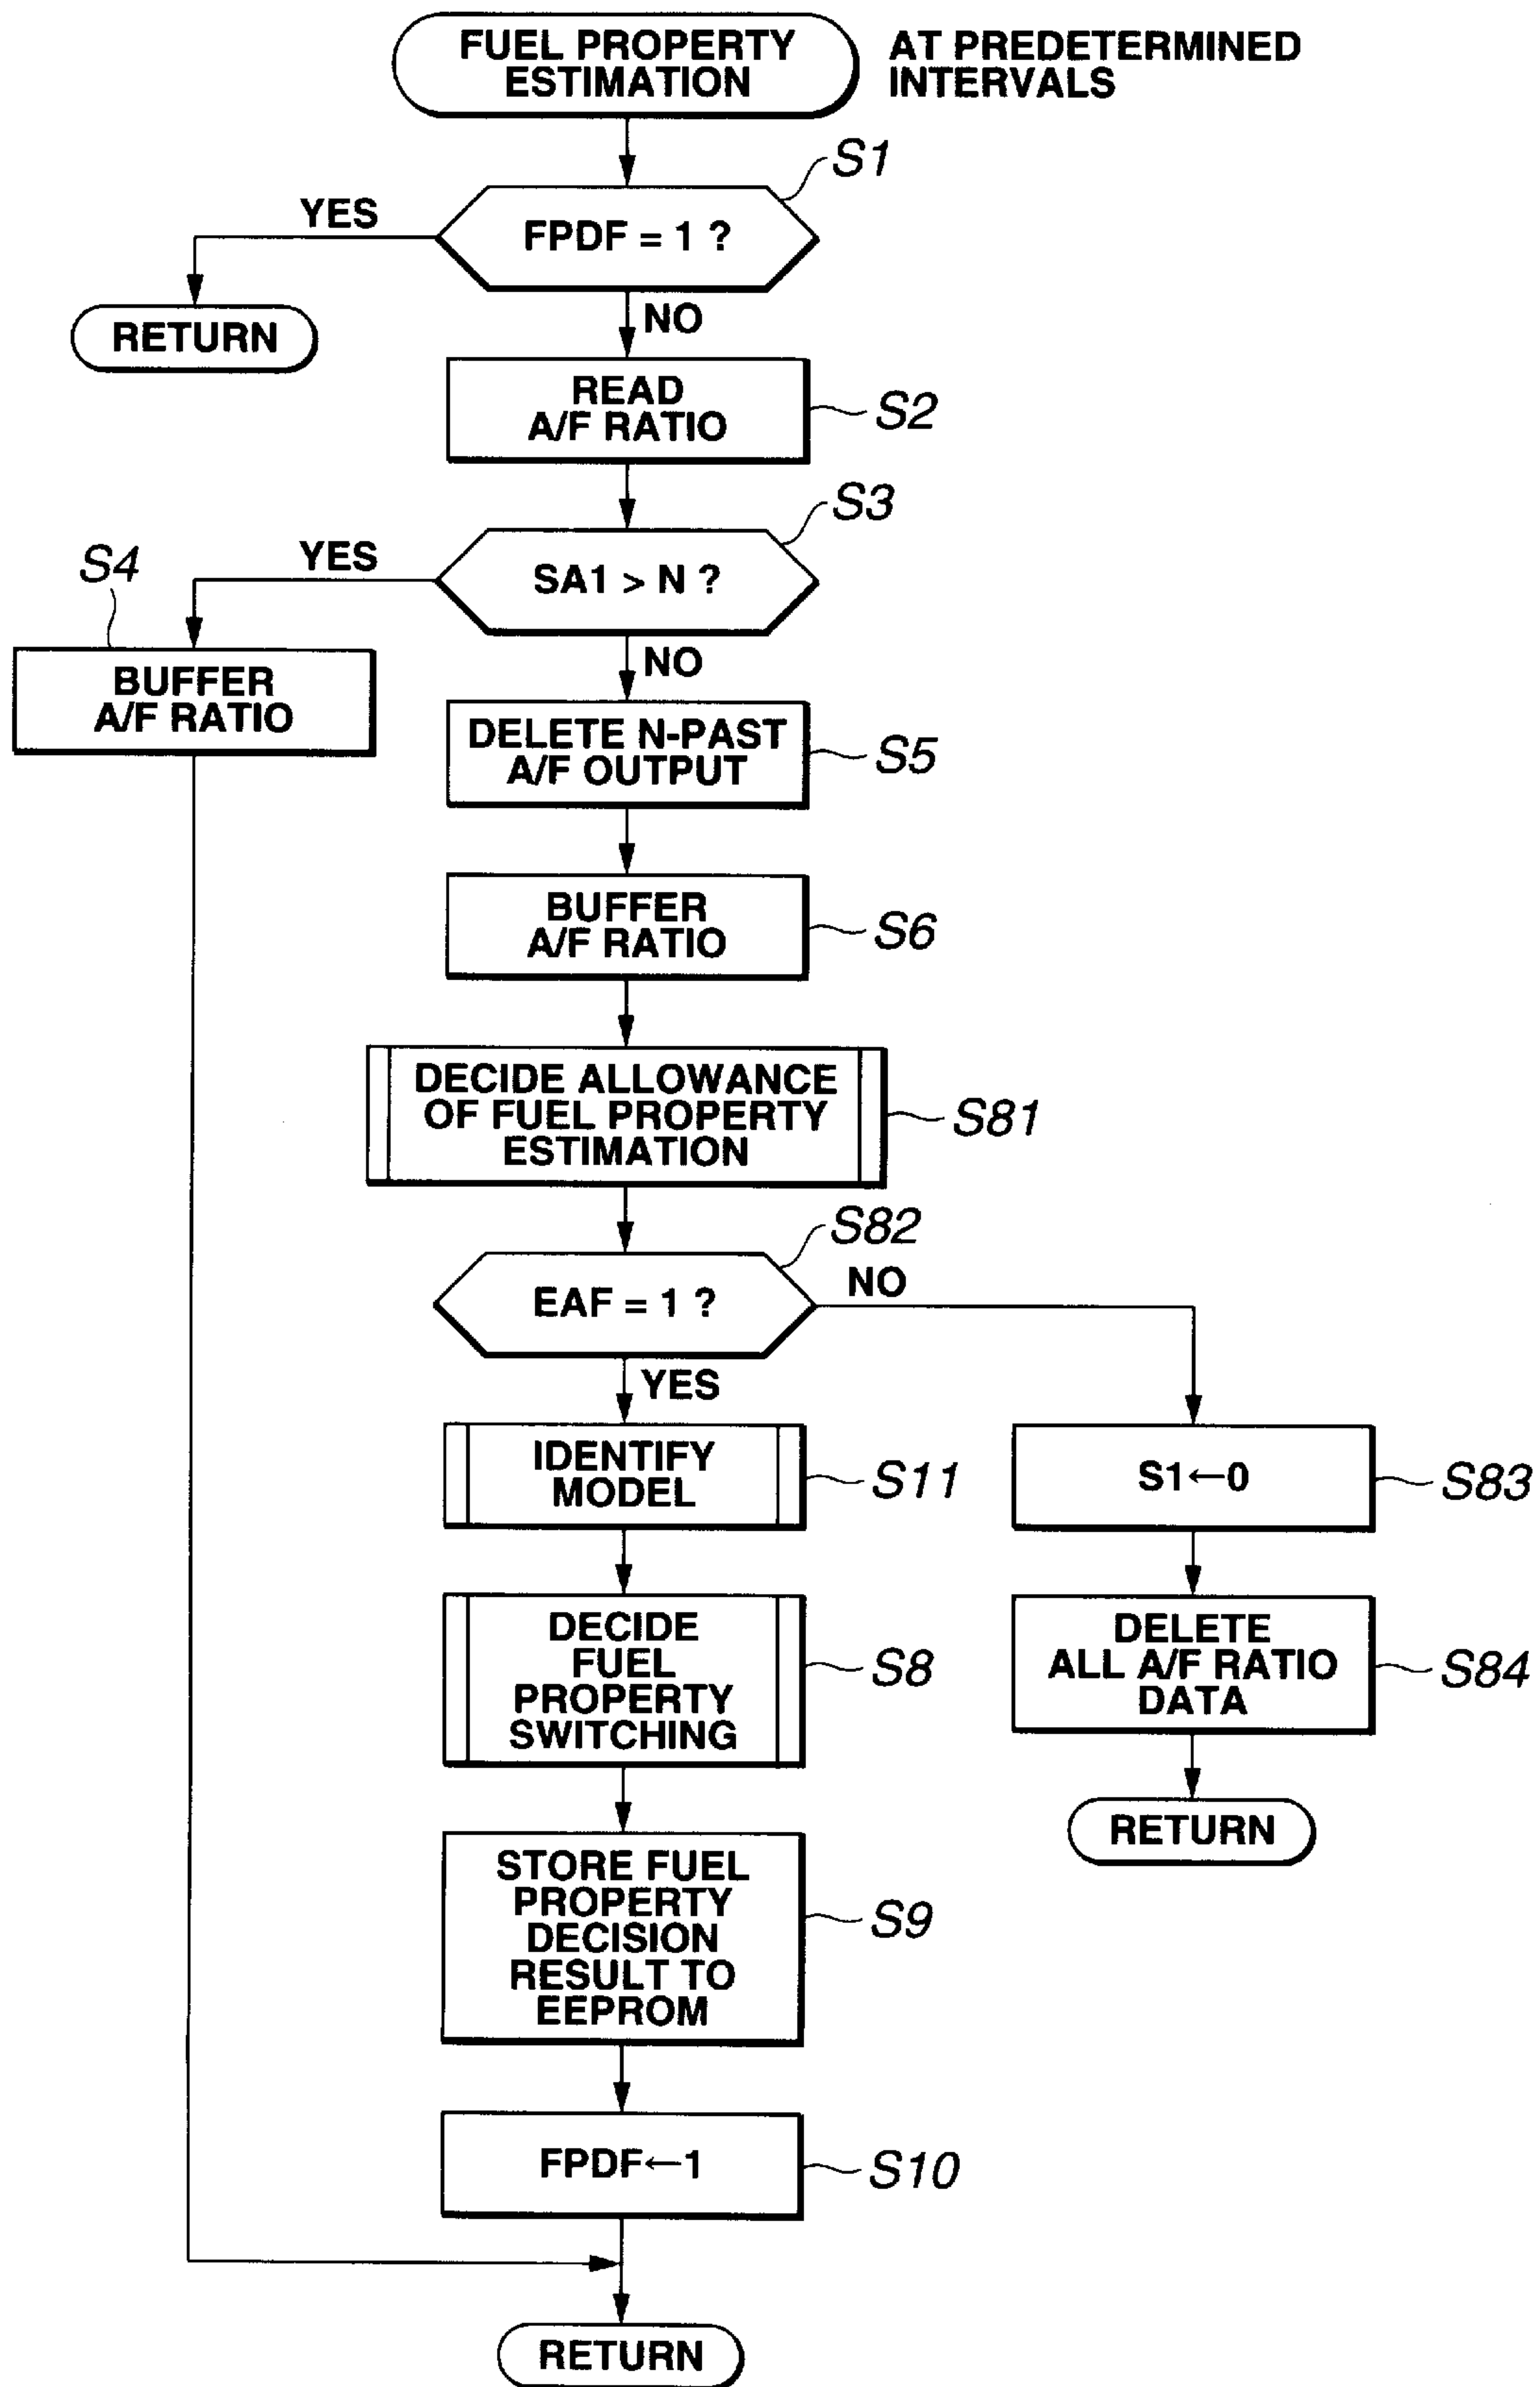 FUEL PROPERTY
ESTIMATION
AT PREDETERMINED
INTERVALS
S1
FPDF = 1 ?
YES
RETURN
NO
READ
A/F RATIO
S2
S3
SA1 > N ?
YES
S4
BUFFER
A/F RATIO
NO
DELETE N-PAST
A/F OUTPUT
S5
BUFFER
A/F RATIO
S6
DECIDE ALLOWANCE
OF FUEL PROPERTY
ESTIMATION
S81
S82
EAF = 1 ?
NO
YES
IDENTIFY
MODEL
S11
S1←0
S83
DECIDE
FUEL
PROPERTY
SWITCHING
S8
DELETE
ALL A/F RATIO
DATA
S84
RETURN
STORE FUEL
PROPERTY
DECISION
RESULT TO
EEPROM
S9
FPDF←1
S10
RETURN